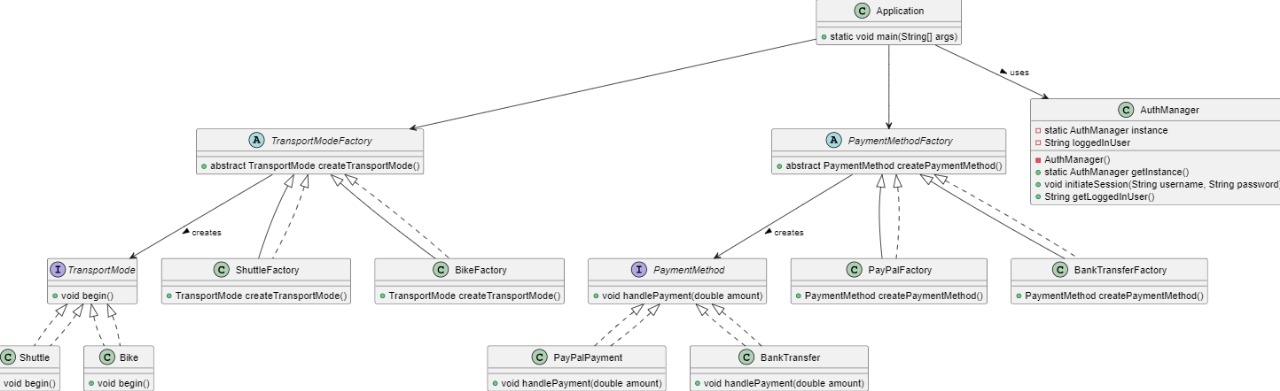 C Application
static void main(String[] args)
uses
C AuthManager
static AuthManager instance
String loggedInUser
AuthManager()
static AuthManager getInstance()
void initiateSession(String username, String password)
String getLoggedInUser()
A TransportModeFactory
abstract TransportMode createTransportMode()
A PaymentMethodFactory
abstract PaymentMethod createPaymentMethod()
creates
creates
I TransportMode
void begin()
C ShuttleFactory
TransportMode createTransportMode()
C BikeFactory
TransportMode createTransportMode()
I PaymentMethod
void handlePayment(double amount)
C PayPalFactory
PaymentMethod createPaymentMethod()
C BankTransferFactory
PaymentMethod createPaymentMethod()
C Shuttle
void begin()
C Bike
void begin()
C PayPalPayment
void handlePayment(double amount)
C BankTransfer
void handlePayment(double amount)